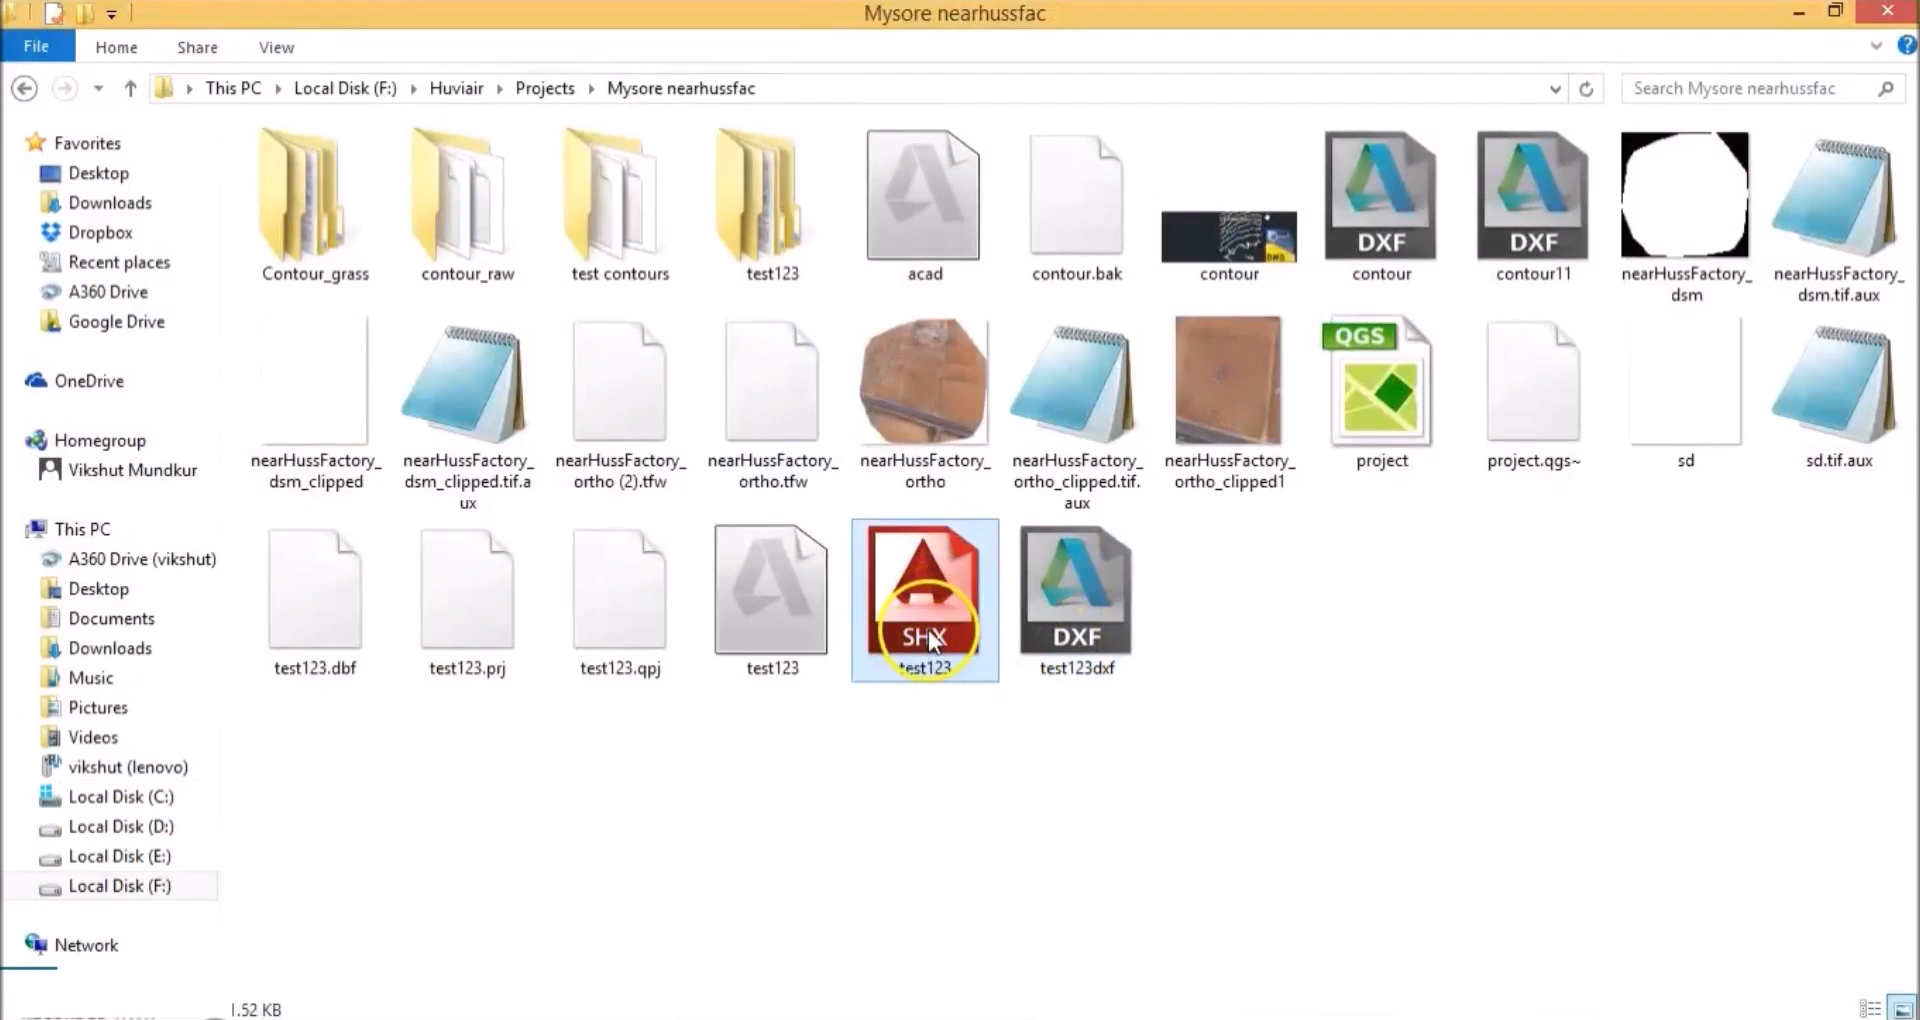 Mysore nearhussfac
File Home Share View
This PC Local Disk (F:) Huviair Projects Mysore nearhussfac
Search Mysore nearhussfac
Favorites
Desktop
Downloads
Dropbox
Recent places
A360 Drive
Google Drive
OneDrive
Homegroup
Vikshut Mundkur
This PC
A360 Drive (vikshut)
Desktop
Documents
Downloads
Music
Pictures
Videos
vikshut (lenovo)
Local Disk (C:)
Local Disk (D:)
Local Disk (E:)
Local Disk (F:)
Network
Contour_grass
contour_raw
test contours
test123
acad
contour.bak
DWG
contour
DXF
contour
DXF
contour11
nearHussFactory_
dsm
nearHussFactory_
dsm.tif.aux
nearHussFactory_
dsm_clipped
nearHussFactory_
dsm_clipped.tif.a
ux
nearHussFactory_
ortho (2).tfw
nearHussFactory_
ortho.tfw
nearHussFactory_
ortho
nearHussFactory_
ortho_clipped.tif.
aux
nearHussFactory_
ortho_clipped1
QGS
project
project.qgs~
sd
sd.tif.aux
test123.dbf
test123.prj
test123.qpj
test123
SHX
test123
DXF
test123dxf
1.52 KB